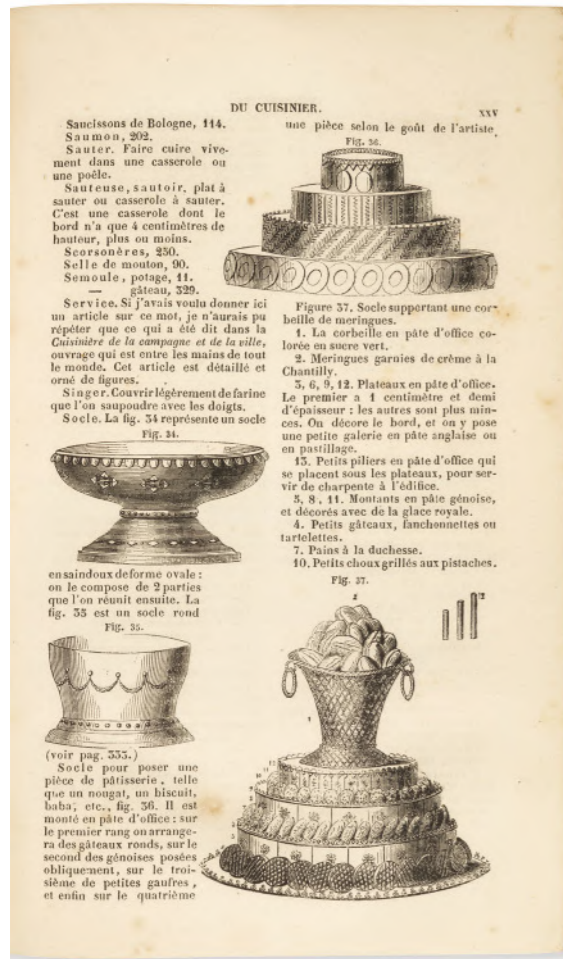 DU CUISINIER.
XXV
Saucissons de Bologne, 114.
Saumon, 202.
Sauter. Faire cuire vive-
ment dans une casserole ou
une poêle.
Sauteuse, sautoir, plat à
sauter ou casserole à sauter.
C'est une casserole dont le
bord n'a que 4 centimètres de
hauteur, plus ou moins.
Scorsonères, 250.
Selle de mouton, 90.
Semoule, potage, 11.
— gâteau, 329.
Service. Si j'avais voulu donner ici
un article sur ce mot, je n'aurais pu
répéter que ce qui a été dit dans la
Cuisinière de la campagne et de la ville,
ouvrage qui est entre les mains de tout
le monde. Cet article est détaillé et
orné de figures.
Singer. Couvrir légèrement de farine
que l'on saupoudre avec les doigts.
Socle. La fig. 34 représente un socle
Fig. 34.
en saindoux de forme ovale :
on le compose de 2 parties
que l'on réunit ensuite. La
fig. 35 est un socle rond
Fig. 35.
(voir pag. 333.)
Socle pour poser une
pièce de pâtisserie, telle
que un nougat, un biscuit,
baba, etc., fig. 36. Il est
monté en pâte d'office : sur
le premier rang on arrange-
ra des gâteaux ronds, sur le
second des génoises posées
obliquement, sur le troi-
sième de petites gaufres,
et enfin sur le quatrième
une pièce selon le goût de l'artiste.
Fig. 36.
Figure 37. Socle supportant une cor-
beille de meringues.
1. La corbeille en pâte d'office co-
lorée en sucre vert.
2. Meringues garnies de crème à la
Chantilly.
3, 6, 9, 12. Plateaux en pâte d'office.
Le premier a 1 centimètre et demi
d'épaisseur : les autres sont plus min-
ces. On décore le bord, et on y pose
une petite galerie en pâte anglaise ou
en pastillage.
13. Petits piliers en pâte d'office qui
se placent sous les plateaux, pour ser-
vir de charpente à l'édifice.
5, 8, 11. Montants en pâte génoise,
et décorés avec de la glace royale.
4. Petits gâteaux, fanchonnettes ou
tartelettes.
7. Pains à la duchesse.
10. Petits choux grillés aux pistaches.
Fig. 37.
2
1
12